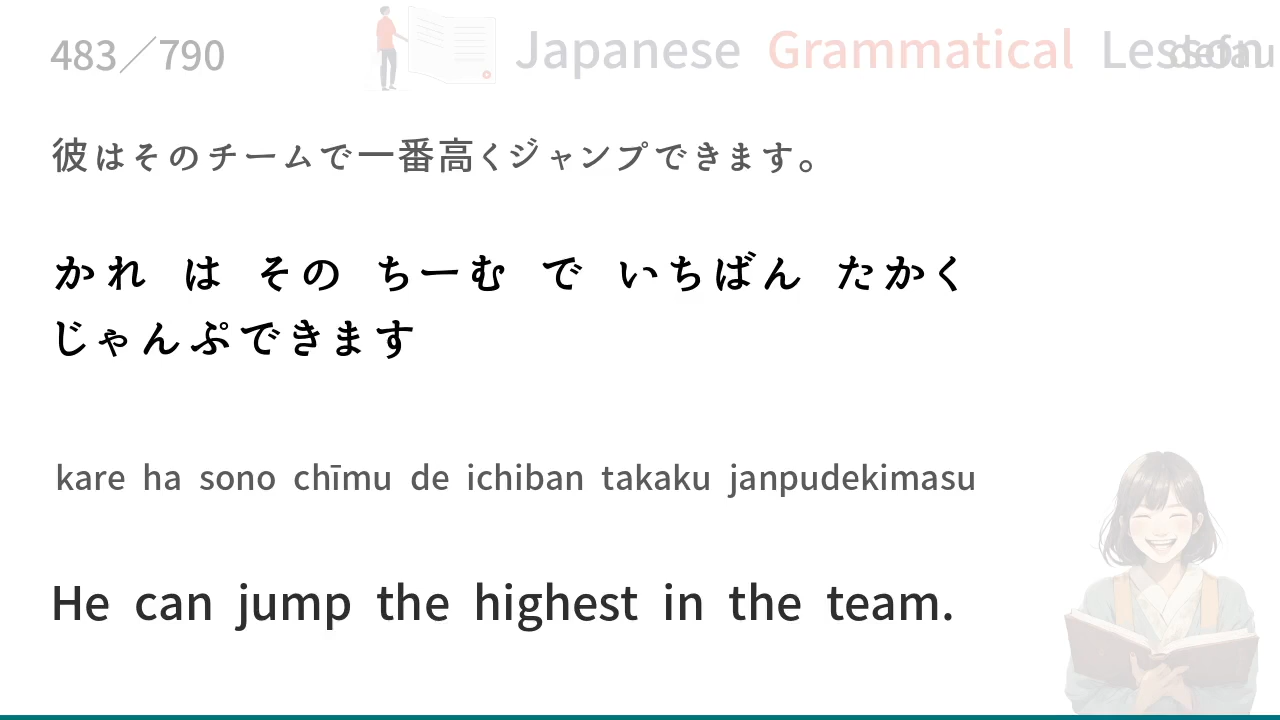 483／790
Japanese Grammatical Lesson
彼はそのチームで一番高くジャンプできます。
かれ は その ちーむ で いちばん たかく
じゃんぷできます
kare ha sono chīmu de ichiban takaku janpudekimasu
He can jump the highest in the team.